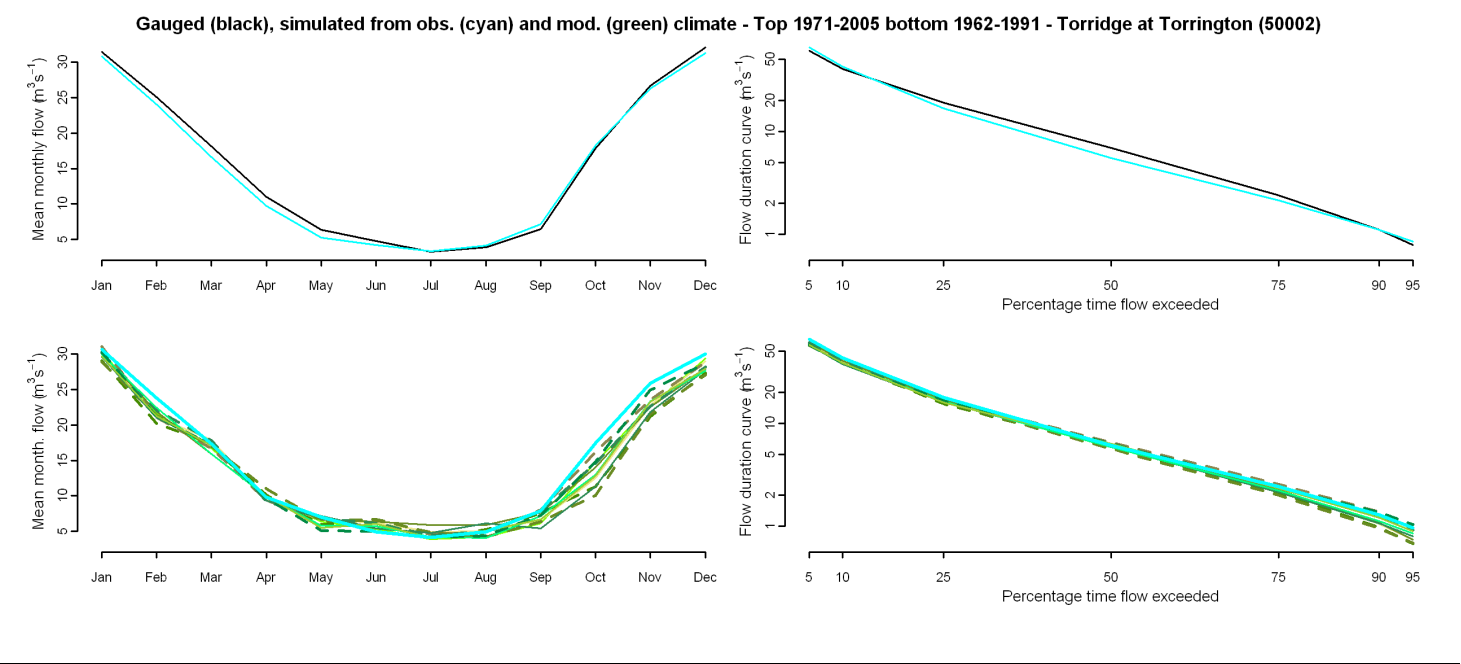 Gauged (black), simulated from obs. (cyan) and mod. (green) climate - Top 1971-2005 bottom 1962-1991 - Torridge at Torrington (50002)
Mean monthly flow (m³s⁻¹)
30
25
20
15
10
5
Jan Feb Mar Apr May Jun Jul Aug Sep Oct Nov Dec
Flow duration curve (m³s⁻¹)
50
20
10
5
2
1
5 10 25 50 75 90 95
Percentage time flow exceeded
Mean month. flow (m³s⁻¹)
30
25
20
15
10
5
Jan Feb Mar Apr May Jun Jul Aug Sep Oct Nov Dec
Flow duration curve (m³s⁻¹)
50
20
10
5
2
1
5 10 25 50 75 90 95
Percentage time flow exceeded